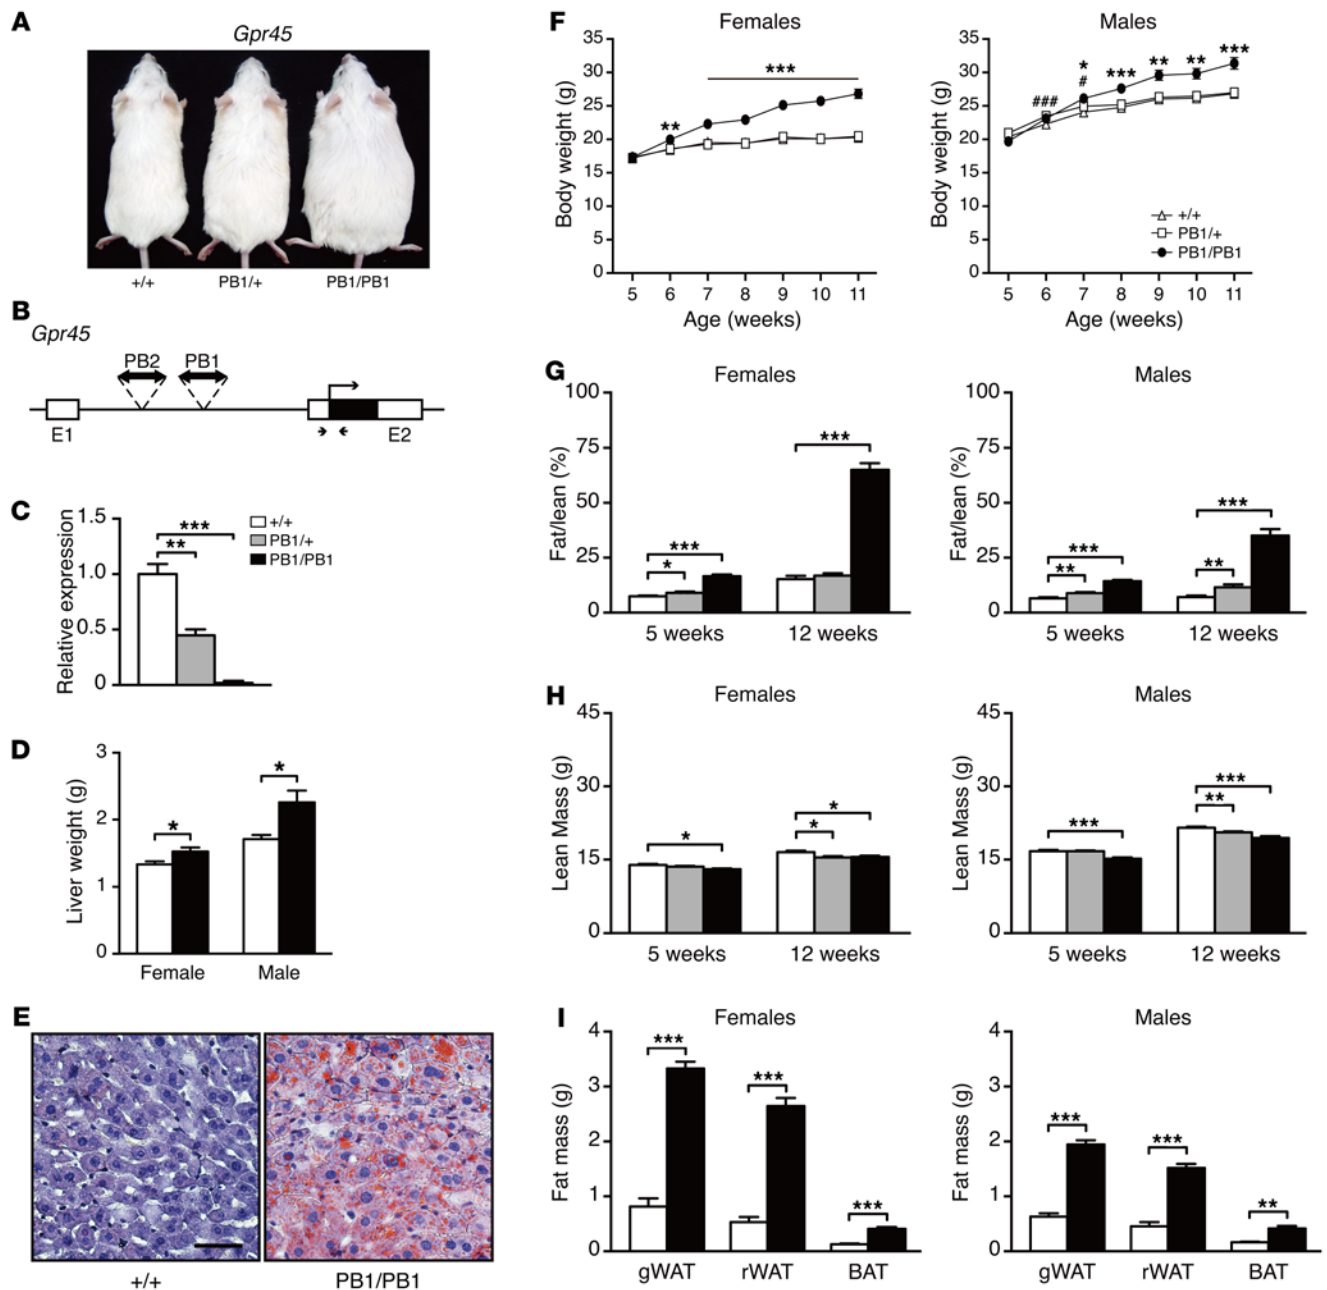 A
Gpr45
+/+ PB1/+ PB1/PB1
B
Gpr45
PB2 PB1
E1 E2
C
Relative expression
1.5
1.0
0.5
0
***
**
+/+
PB1/+
PB1/PB1
D
Liver weight (g)
3
2
1
0
* *
Female Male
E
+/+ PB1/PB1
F
Females
Body weight (g)
35
30
25
20
15
10
5
0
** ***
5 6 7 8 9 10 11
Age (weeks)
Males
Body weight (g)
35
30
25
20
15
10
5
0
* *** ** ** ***
### #
+/+
PB1/+
PB1/PB1
5 6 7 8 9 10 11
Age (weeks)
G
Females
Fat/lean (%)
100
75
50
25
0
***
***
*
5 weeks 12 weeks
Males
Fat/lean (%)
100
75
50
25
0
***
***
** **
5 weeks 12 weeks
H
Females
Lean Mass (g)
45
30
15
0
*
* *
5 weeks 12 weeks
Males
Lean Mass (g)
45
30
15
0
***
**
***
5 weeks 12 weeks
I
Females
Fat mass (g)
4
3
2
1
0
*** *** ***
gWAT rWAT BAT
Males
Fat mass (g)
4
3
2
1
0
*** *** **
gWAT rWAT BAT